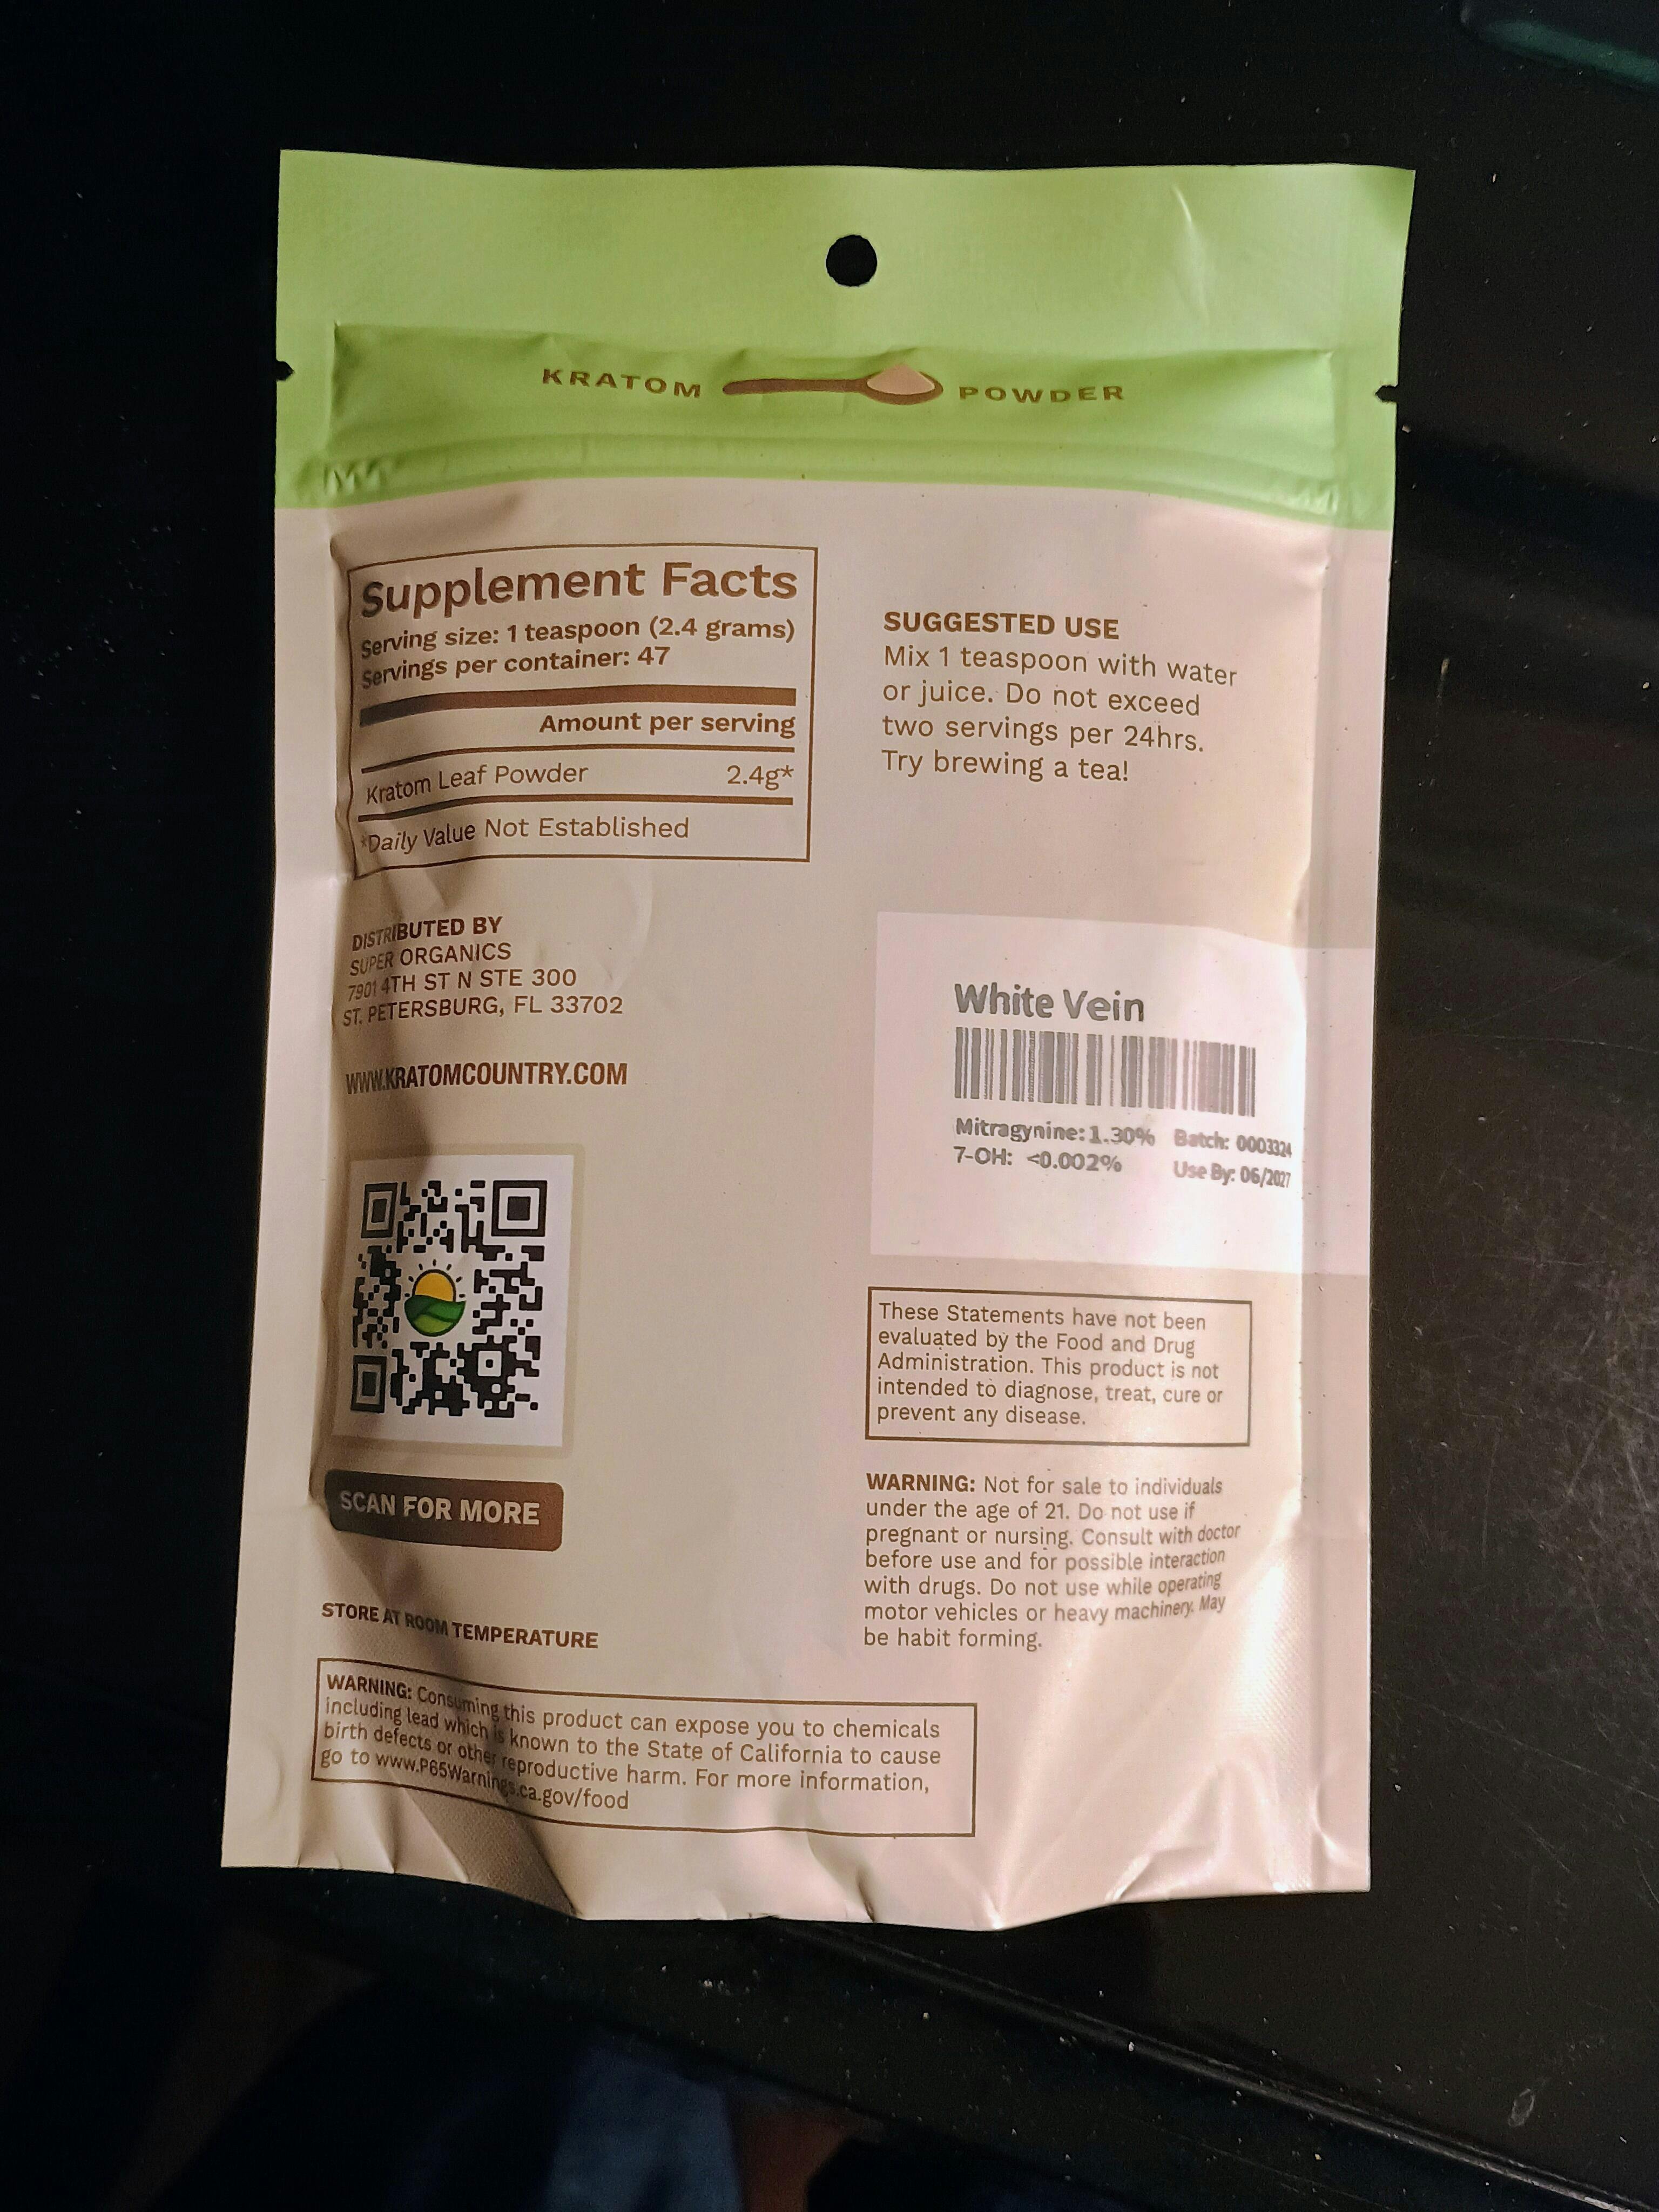 KRATOM POWDER
Supplement Facts
Serving size: 1 teaspoon (2.4 grams)
Servings per container: 47
Amount per serving
Kratom Leaf Powder 2.4g*
*Daily Value Not Established
SUGGESTED USE
Mix 1 teaspoon with water
or juice. Do not exceed
two servings per 24hrs.
Try brewing a tea!
DISTRIBUTED BY
SUPER ORGANICS
7901 4TH ST N STE 300
ST. PETERSBURG, FL 33702
WWW.KRATOMCOUNTRY.COM
SCAN FOR MORE
STORE AT ROOM TEMPERATURE
White Vein
Mitragynine: 1.30% Batch: 0003324
7-OH: <0.002% Use By: 06/2027
These Statements have not been
evaluated by the Food and Drug
Administration. This product is not
intended to diagnose, treat, cure or
prevent any disease.
WARNING: Not for sale to individuals
under the age of 21. Do not use if
pregnant or nursing. Consult with doctor
before use and for possible interaction
with drugs. Do not use while operating
motor vehicles or heavy machinery. May
be habit forming.
WARNING: Consuming this product can expose you to chemicals
including lead which is known to the State of California to cause
birth defects or other reproductive harm. For more information,
go to www.P65Warnings.ca.gov/food